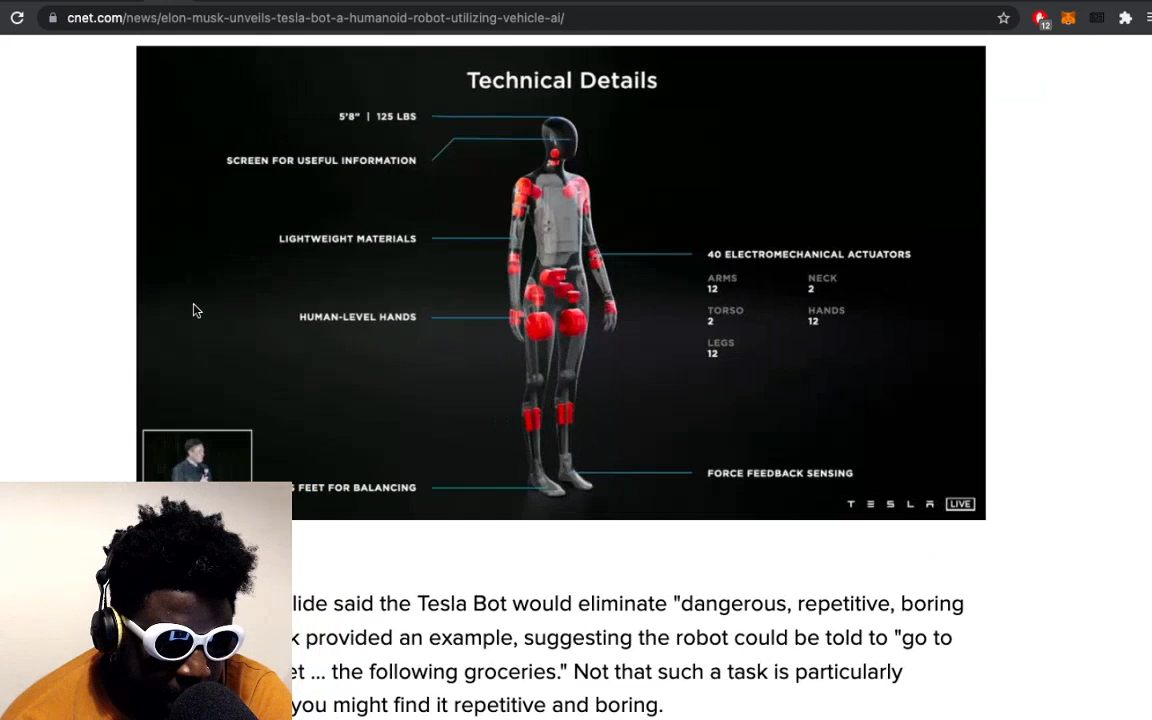 cnet.com/news/elon-musk-unveils-tesla-bot-a-humanoid-robot-utilizing-vehicle-ai/
12
Technical Details
5'8" | 125 LBS
SCREEN FOR USEFUL INFORMATION
LIGHTWEIGHT MATERIALS
HUMAN-LEVEL HANDS
FEET FOR BALANCING
40 ELECTROMECHANICAL ACTUATORS
ARMS NECK
12 2
TORSO HANDS
2 12
LEGS
12
FORCE FEEDBACK SENSING
TESLA LIVE
said the Tesla Bot would eliminate "dangerous, repetitive, boring
provided an example, suggesting the robot could be told to "go to
... the following groceries." Not that such a task is particularly
you might find it repetitive and boring.